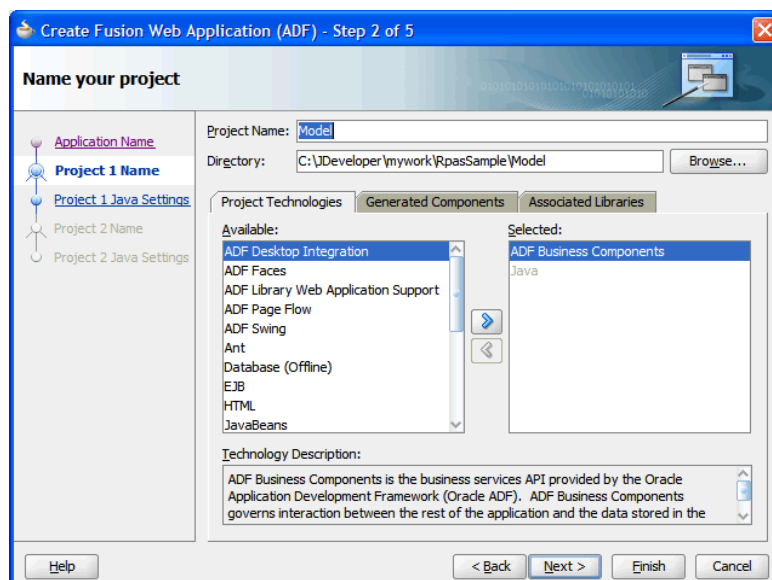 Create Fusion Web Application (ADF) - Step 2 of 5
Name your project
Application Name
Project 1 Name
Project 1 Java Settings
Project 2 Name
Project 2 Java Settings
Project Name: Model
Directory: C:\JDeveloper\mywork\RpasSample\Model Browse...
Project Technologies Generated Components Associated Libraries
Available: Selected:
ADF Desktop Integration ADF Business Components
ADF Faces Java
ADF Library Web Application Support
ADF Page Flow
ADF Swing
Ant
Database (Offline)
EJB
HTML
JavaBeans
Technology Description:
ADF Business Components is the business services API provided by the Oracle
Application Development Framework (Oracle ADF). ADF Business Components
governs interaction between the rest of the application and the data stored in the
Help < Back Next > Finish Cancel